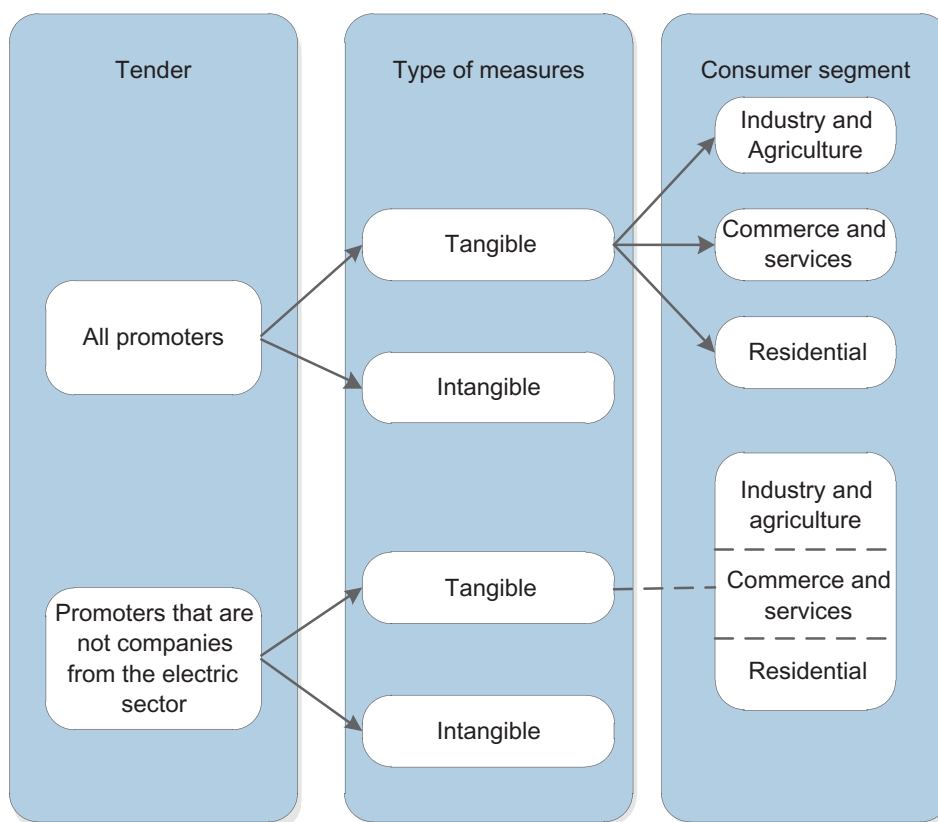 Tender
All promoters
Promoters that are
not companies
from the electric
sector
Type of measures
Tangible
Intangible
Tangible
Intangible
Consumer segment
Industry and
Agriculture
Commerce and
services
Residential
Industry and
agriculture
Commerce and
services
Residential